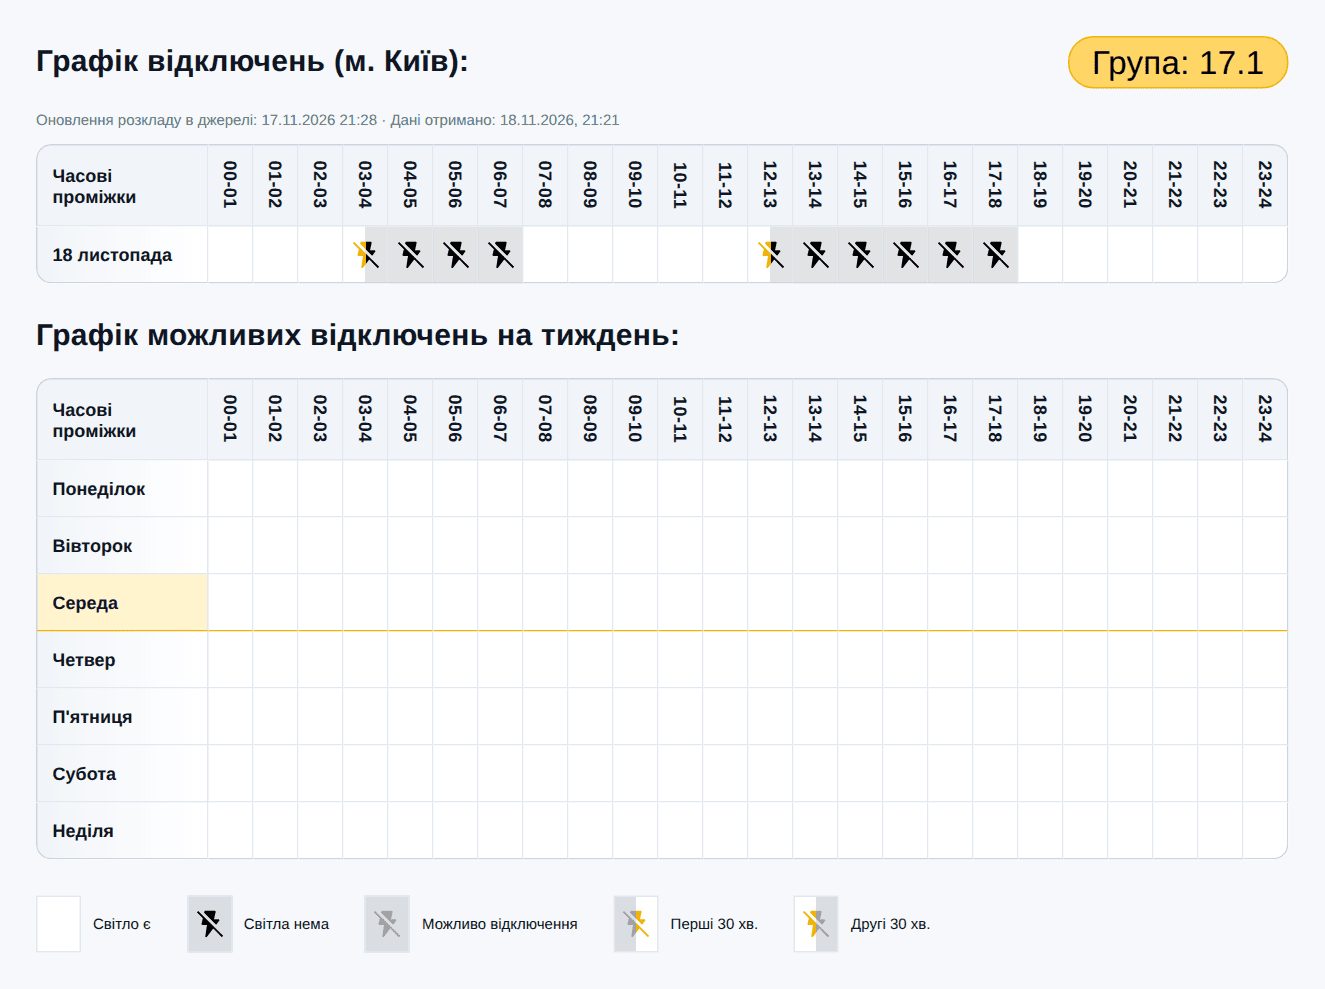 Графік відключень (м. Київ):
Група: 17.1
Оновлення розкладу в джерелі: 17.11.2026 21:28 · Дані отримано: 18.11.2026, 21:21
Часові
проміжки
00-01
01-02
02-03
03-04
04-05
05-06
06-07
07-08
08-09
09-10
10-11
11-12
12-13
13-14
14-15
15-16
16-17
17-18
18-19
19-20
20-21
21-22
22-23
23-24
18 листопада
Графік можливих відключень на тиждень:
Часові
проміжки
00-01
01-02
02-03
03-04
04-05
05-06
06-07
07-08
08-09
09-10
10-11
11-12
12-13
13-14
14-15
15-16
16-17
17-18
18-19
19-20
20-21
21-22
22-23
23-24
Понеділок
Вівторок
Середа
Четвер
П'ятниця
Субота
Неділя
Світло є
Світла нема
Можливо відключення
Перші 30 хв.
Другі 30 хв.